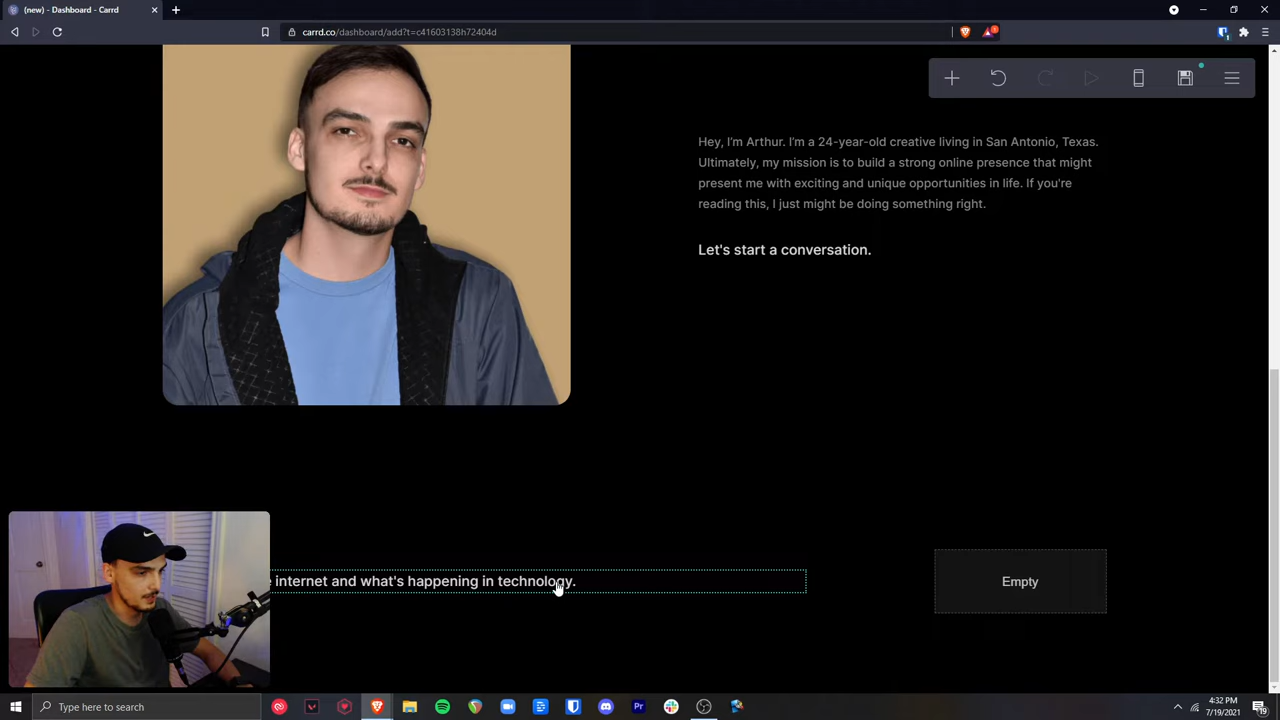 (new) - Dashboard - Carrd
carrd.co/dashboard/add?t=c41603138h72404d
Hey, I'm Arthur. I'm a 24-year-old creative living in San Antonio, Texas.
Ultimately, my mission is to build a strong online presence that might
present me with exciting and unique opportunities in life. If you're
reading this, I just might be doing something right.
Let's start a conversation.
internet and what's happening in technology.
Empty
Type here to search
4:32 PM
7/19/2021